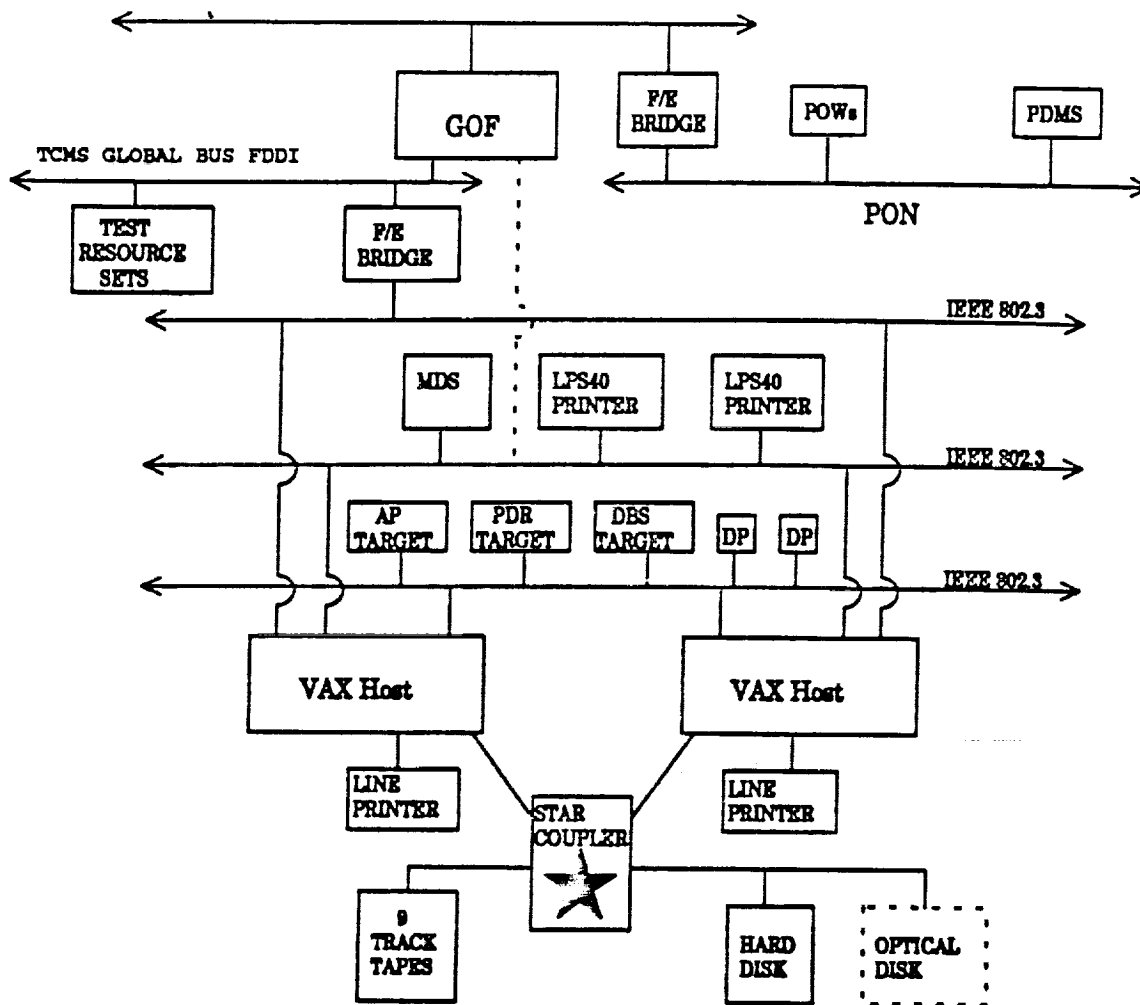 GOF
F/E
BRIDGE
POWs
PDMS
TCMS GLOBAL BUS FDDI
PON
TEST
RESOURCE
SETS
F/E
BRIDGE
IEEE 802.3
MDS
LPS40
PRINTER
LPS40
PRINTER
IEEE 802.3
AP
TARGET
PDR
TARGET
DBS
TARGET
DP
DP
IEEE 802.3
VAX Host
VAX Host
LINE
PRINTER
STAR
COUPLER
LINE
PRINTER
9
TRACK
TAPES
HARD
DISK
OPTICAL
DISK